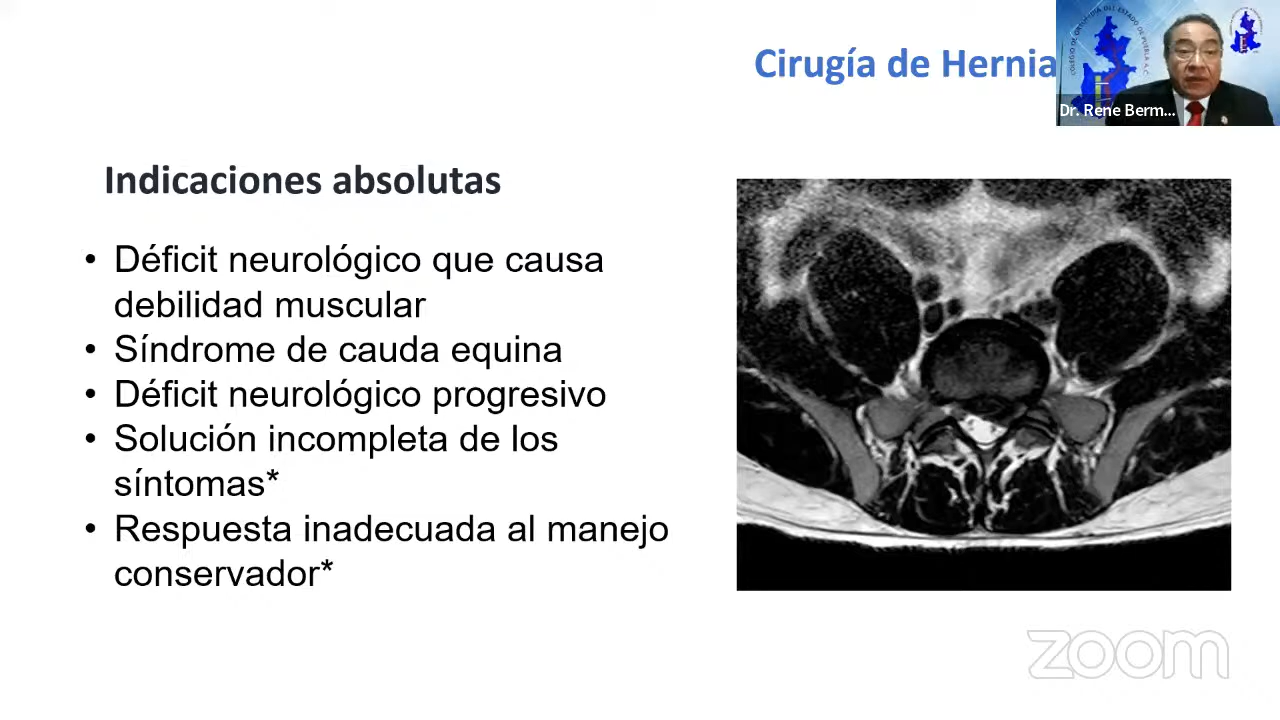 Cirugía de Hernia
Dr. Rene Berm...
Indicaciones absolutas
• Déficit neurológico que causa
debilidad muscular
• Síndrome de cauda equina
• Déficit neurológico progresivo
• Solución incompleta de los
síntomas*
• Respuesta inadecuada al manejo
conservador*
zoom